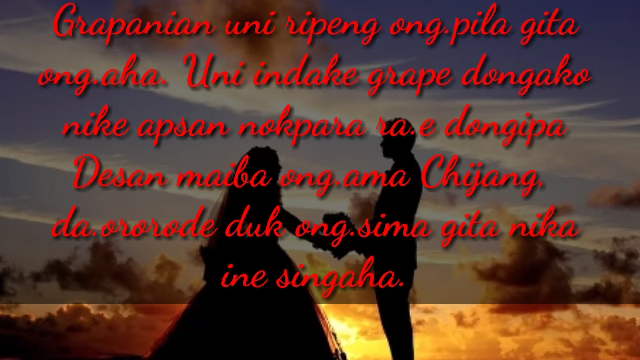 Grapanian uni ripeng ong.pila gita
ong.aha. Uni indake grape dongako
nike apsan nokpara ra.e dongipa
Desan maiba ong.ama Chijang,
da.ororode duk ong.sima gita nika
ine singaha.